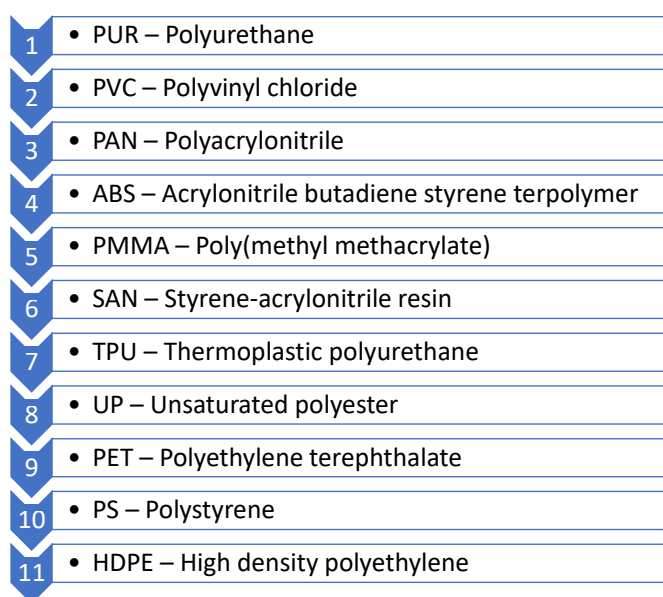 1 • PUR – Polyurethane
2 • PVC – Polyvinyl chloride
3 • PAN – Polyacrylonitrile
4 • ABS – Acrylonitrile butadiene styrene terpolymer
5 • PMMA – Poly(methyl methacrylate)
6 • SAN – Styrene-acrylonitrile resin
7 • TPU – Thermoplastic polyurethane
8 • UP – Unsaturated polyester
9 • PET – Polyethylene terephthalate
10 • PS – Polystyrene
11 • HDPE – High density polyethylene